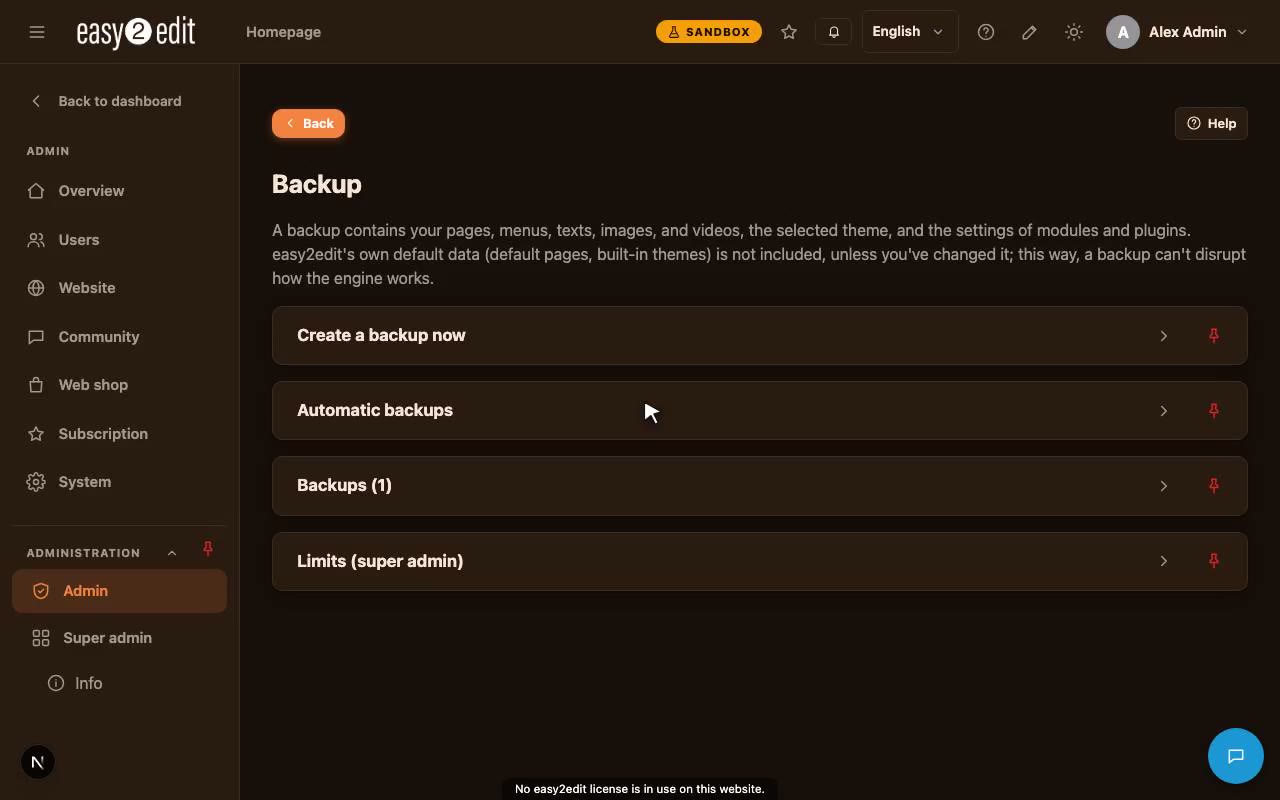 easy2edit
Homepage
SANDBOX
English
A
Alex Admin
Back to dashboard
ADMIN
Overview
Users
Website
Community
Web shop
Subscription
System
ADMINISTRATION
Admin
Super admin
Info
N
Back
Help
Backup
A backup contains your pages, menus, texts, images, and videos, the selected theme, and the settings of modules and plugins.
easy2edit's own default data (default pages, built-in themes) is not included, unless you've changed it; this way, a backup can't disrupt
how the engine works.
Create a backup now
Automatic backups
Backups (1)
Limits (super admin)
No easy2edit license is in use on this website.